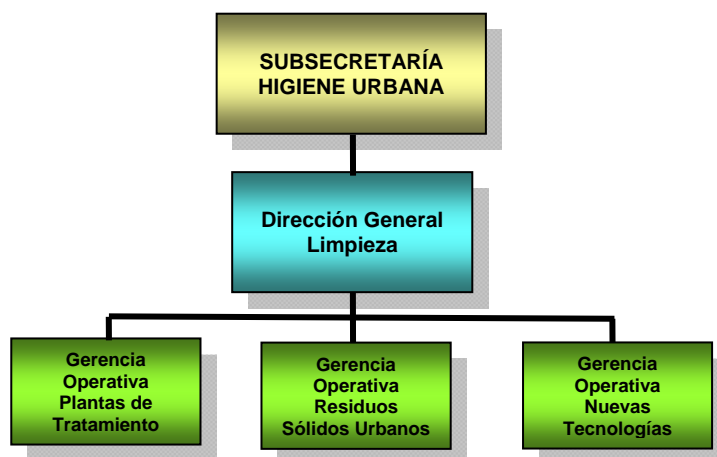 SUBSECRETARÍA
HIGIENE URBANA
Dirección General
Limpieza
Gerencia
Operativa
Plantas de
Tratamiento
Gerencia
Operativa
Residuos
Sólidos Urbanos
Gerencia
Operativa
Nuevas
Tecnologías